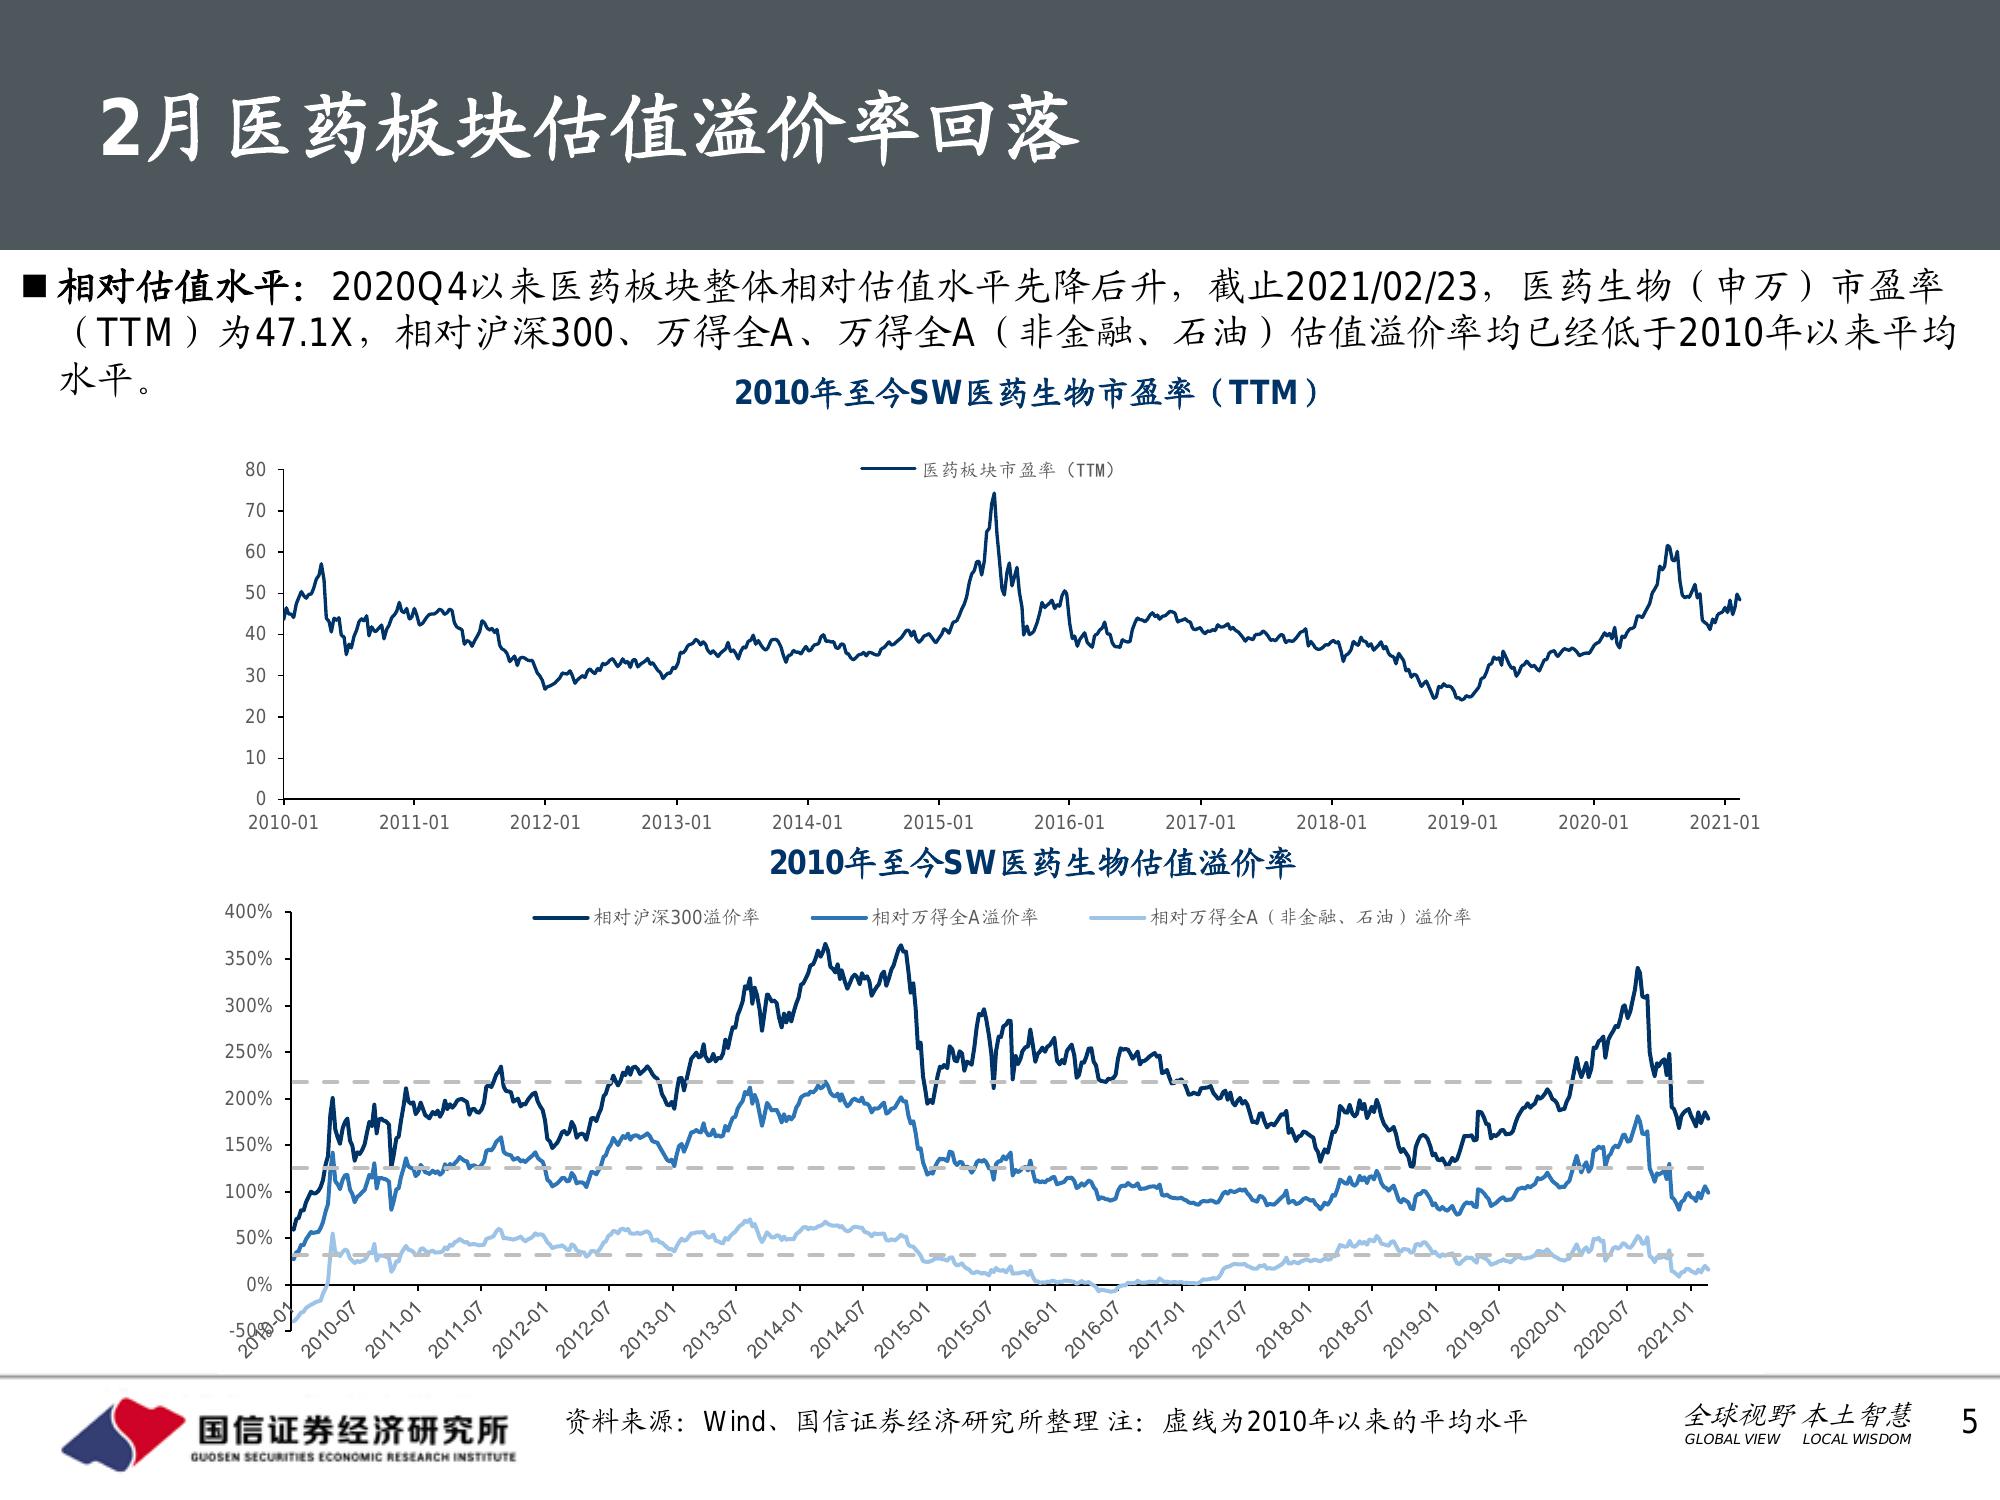 2月医药板块估值溢价率回落
■ 相对估值水平：2020Q4以来医药板块整体相对估值水平先降后升，截止2021/02/23，医药生物（申万）市盈率
（TTM）为47.1X，相对沪深300、万得全A、万得全A（非金融、石油）估值溢价率均已经低于2010年以来平均
水平。
2010年至今SW医药生物市盈率（TTM）
医药板块市盈率（TTM）
80
70
60
50
40
30
20
10
0
2010-01 2011-01 2012-01 2013-01 2014-01 2015-01 2016-01 2017-01 2018-01 2019-01 2020-01 2021-01
2010年至今SW医药生物估值溢价率
相对沪深300溢价率 相对万得全A溢价率 相对万得全A（非金融、石油）溢价率
400%
350%
300%
250%
200%
150%
100%
50%
0%
-50%
2010-01 2010-07 2011-01 2011-07 2012-01 2012-07 2013-01 2013-07 2014-01 2014-07 2015-01 2015-07 2016-01 2016-07 2017-01 2017-07 2018-01 2018-07 2019-01 2019-07 2020-01 2020-07 2021-01
国信证券经济研究所
GUOSEN SECURITIES ECONOMIC RESEARCH INSTITUTE
资料来源：Wind、国信证券经济研究所整理 注：虚线为2010年以来的平均水平
全球视野 本土智慧
GLOBAL VIEW LOCAL WISDOM
5